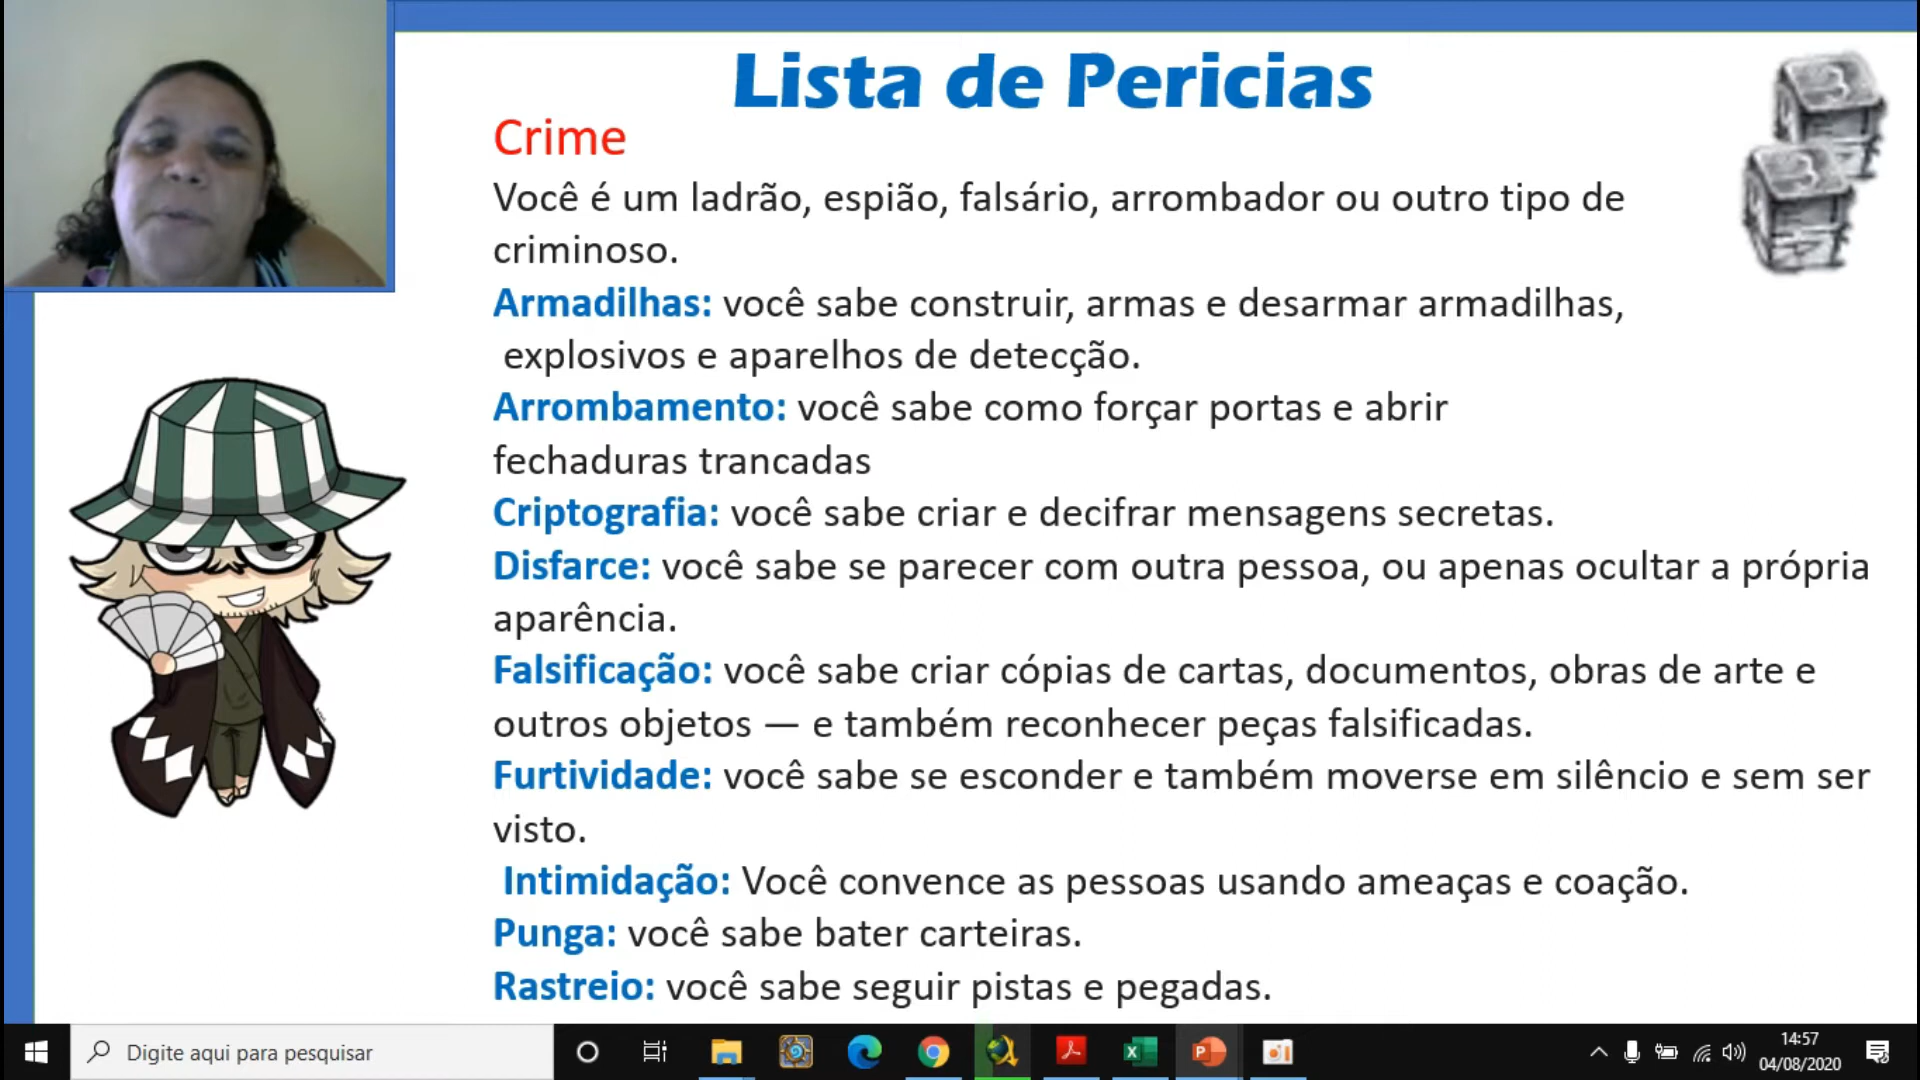 Lista de Pericias
Crime
Você é um ladrão, espião, falsário, arrombador ou outro tipo de
criminoso.
Armadilhas: você sabe construir, armas e desarmar armadilhas,
explosivos e aparelhos de detecção.
Arrombamento: você sabe como forçar portas e abrir
fechaduras trancadas
Criptografia: você sabe criar e decifrar mensagens secretas.
Disfarce: você sabe se parecer com outra pessoa, ou apenas ocultar a própria
aparência.
Falsificação: você sabe criar cópias de cartas, documentos, obras de arte e
outros objetos — e também reconhecer peças falsificadas.
Furtividade: você sabe se esconder e também moverse em silêncio e sem ser
visto.
Intimidação: Você convence as pessoas usando ameaças e coação.
Punga: você sabe bater carteiras.
Rastreio: você sabe seguir pistas e pegadas.
Digite aqui para pesquisar
14:57
04/08/2020